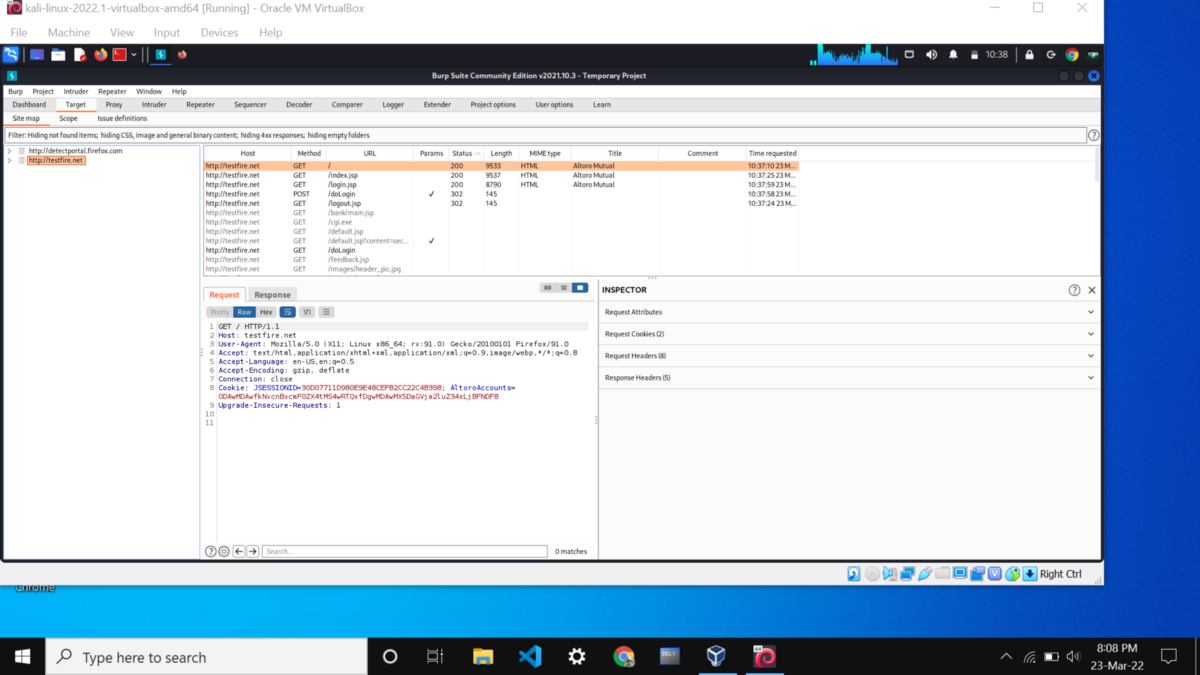 kali-linux-2022.1-virtualbox-amd64 [Running] - Oracle VM VirtualBox
File Machine View Input Devices Help
10:38
Burp Suite Community Edition v2021.10.3 - Temporary Project
Burp Project Intruder Repeater Window Help
Dashboard Target Proxy Intruder Repeater Sequencer Decoder Comparer Logger Extender Project options User options Learn
Site map Scope Issue definitions
Filter: Hiding not found items; hiding CSS, image and general binary content; hiding 4xx responses; hiding empty folders
http://detectportal.firefox.com
http://testfire.net
Host Method URL Params Status Length MIME type Title Comment Time requested
http://testfire.net GET / 200 9533 HTML Altoro Mutual 10:37:10 23 M...
http://testfire.net GET /index.jsp 200 9537 HTML Altoro Mutual 10:37:25 23 M...
http://testfire.net GET /login.jsp 200 8790 HTML Altoro Mutual 10:37:59 23 M...
http://testfire.net POST /doLogin ✓ 302 145 10:37:58 23 M...
http://testfire.net GET /logout.jsp 302 145 10:37:24 23 M...
http://testfire.net GET /bank/main.jsp
http://testfire.net GET /cgi.exe
http://testfire.net GET /default.jsp
http://testfire.net GET /default.jsp?content=sec... ✓
http://testfire.net GET /doLogin
http://testfire.net GET /feedback.jsp
http://testfire.net GET /images/header_pic.jpg
Request Response
Pretty Raw Hex \n
1 GET / HTTP/1.1
2 Host: testfire.net
3 User-Agent: Mozilla/5.0 (X11; Linux x86_64; rv:91.0) Gecko/20100101 Firefox/91.0
4 Accept: text/html,application/xhtml+xml,application/xml;q=0.9,image/webp,*/*;q=0.8
5 Accept-Language: en-US,en;q=0.5
6 Accept-Encoding: gzip, deflate
7 Connection: close
8 Cookie: JSESSIONID=30D07711D980E9E48CEFB2CC22C4B398; AltoroAccounts=
9 Upgrade-Insecure-Requests: 1
10
11
Search...
0 matches
INSPECTOR
Request Attributes
Request Cookies (2)
Request Headers (8)
Response Headers (5)
Right Ctrl
Chrome
Type here to search
8:08 PM
23-Mar-22